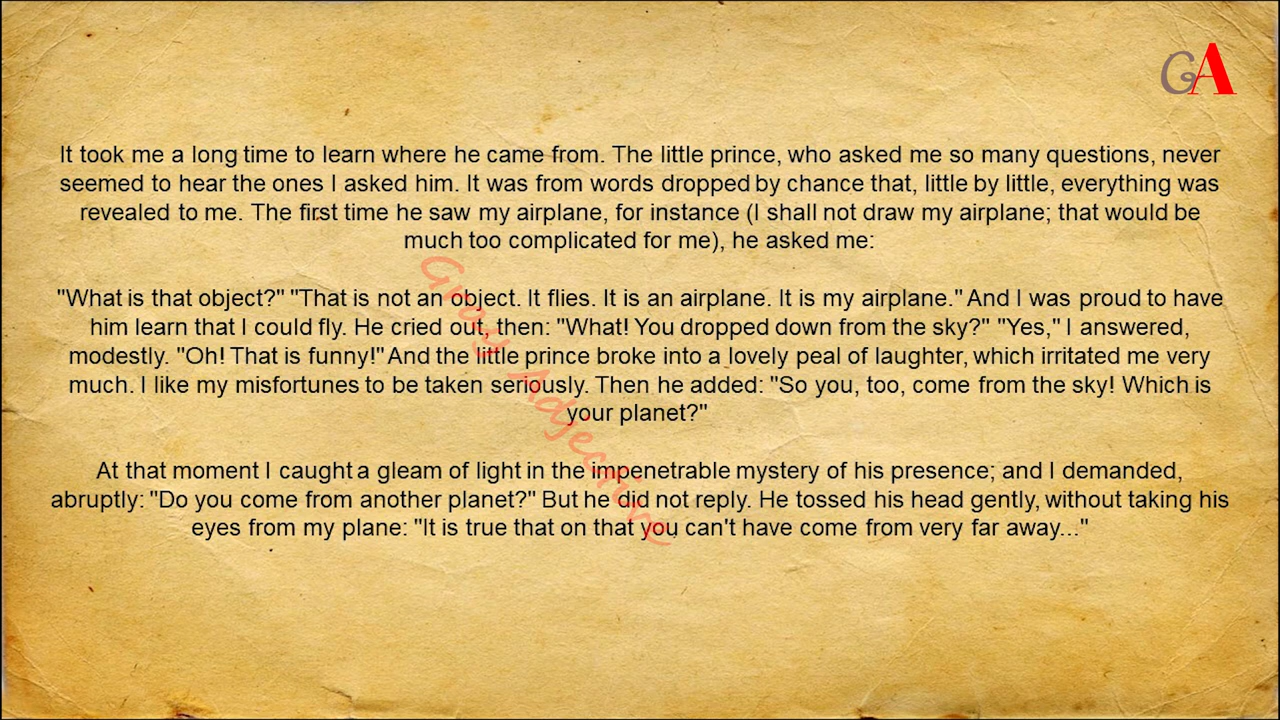 GA
It took me a long time to learn where he came from. The little prince, who asked me so many questions, never
seemed to hear the ones I asked him. It was from words dropped by chance that, little by little, everything was
revealed to me. The first time he saw my airplane, for instance (I shall not draw my airplane; that would be
much too complicated for me), he asked me:
"What is that object?" "That is not an object. It flies. It is an airplane. It is my airplane." And I was proud to have
him learn that I could fly. He cried out, then: "What! You dropped down from the sky?" "Yes," I answered,
modestly. "Oh! That is funny!" And the little prince broke into a lovely peal of laughter, which irritated me very
much. I like my misfortunes to be taken seriously. Then he added: "So you, too, come from the sky! Which is
your planet?"
At that moment I caught a gleam of light in the impenetrable mystery of his presence; and I demanded,
abruptly: "Do you come from another planet?" But he did not reply. He tossed his head gently, without taking his
eyes from my plane: "It is true that on that you can't have come from very far away..."
Gray Adjective